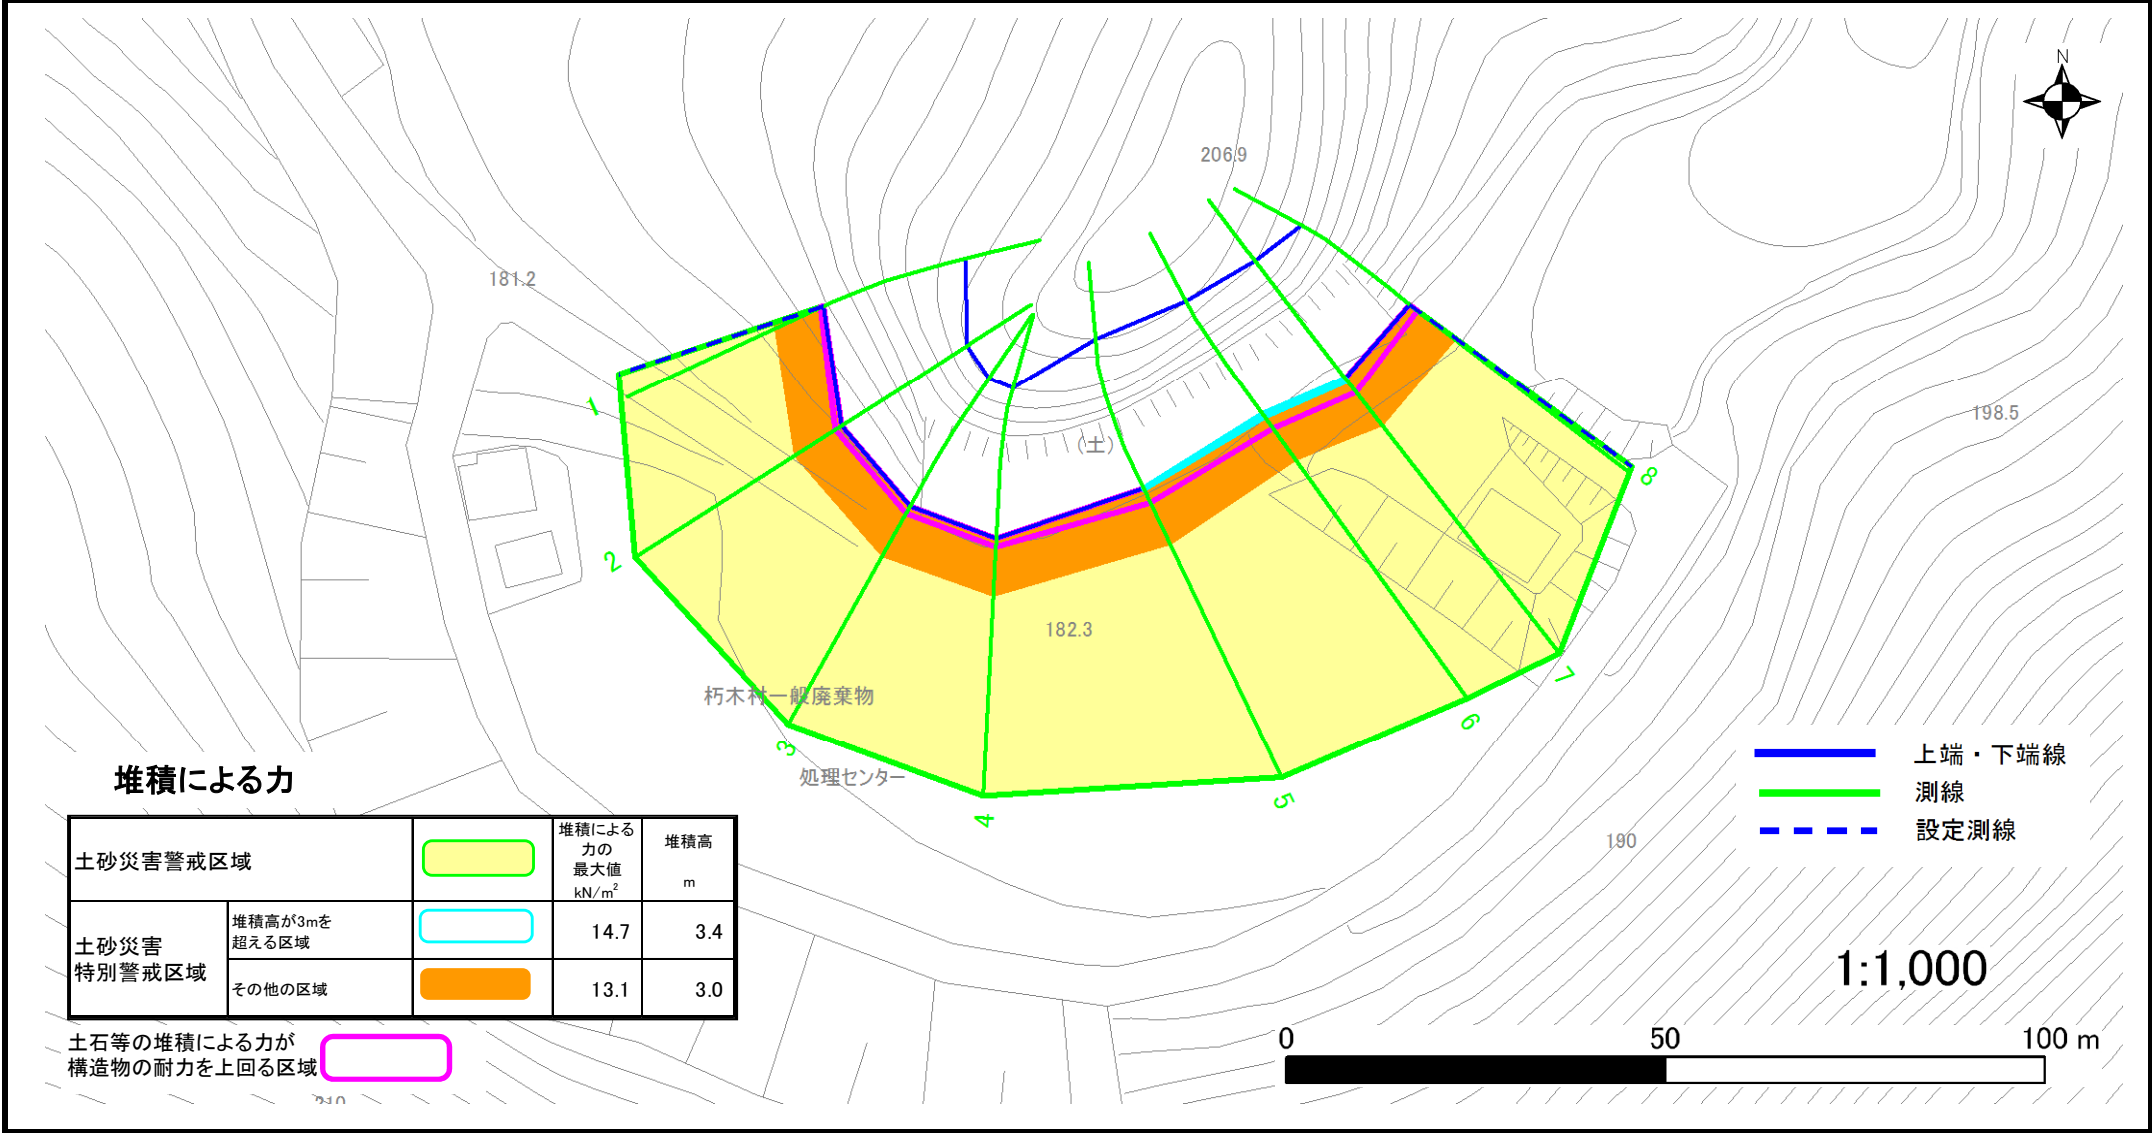 N
206.9
181.2
198.5
(土)
1
8
2
182.3
7
朽木村一般廃棄物
6
3
処理センター
5
4
190
上端・下端線
測線
設定測線
堆積による力
土砂災害警戒区域
堆積による
力の
最大値
kN/m²
堆積高
m
土砂災害
特別警戒区域
堆積高が3mを
超える区域
14.7
3.4
その他の区域
13.1
3.0
土石等の堆積による力が
構造物の耐力を上回る区域
210
1:1,000
0 50 100 m